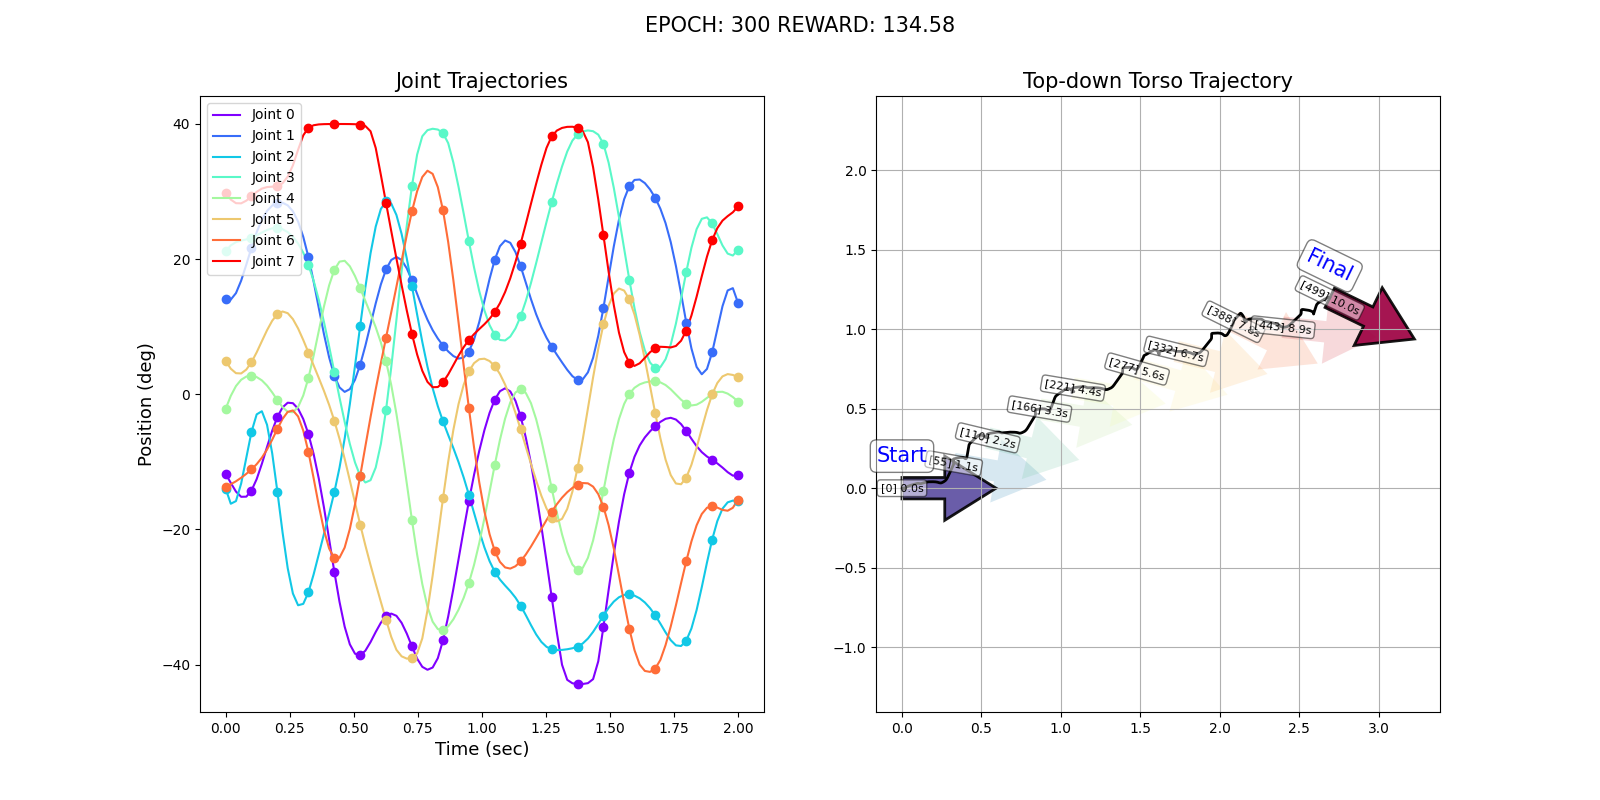 EPOCH: 300 REWARD: 134.58
Joint Trajectories
Joint 0
Joint 1
Joint 2
Joint 3
Joint 4
Joint 5
Joint 6
Joint 7
40
20
0
−20
−40
Position (deg)
0.00 0.25 0.50 0.75 1.00 1.25 1.50 1.75 2.00
Time (sec)
Top-down Torso Trajectory
2.0
1.5
1.0
0.5
0.0
−0.5
−1.0
0.0 0.5 1.0 1.5 2.0 2.5 3.0
Start
[0] 0.0s
[55] 1.1s
[110] 2.2s
[166] 3.3s
[221] 4.4s
[277] 5.6s
[332] 6.7s
[388] 7.8s
[443] 8.9s
[499] 10.0s
Final